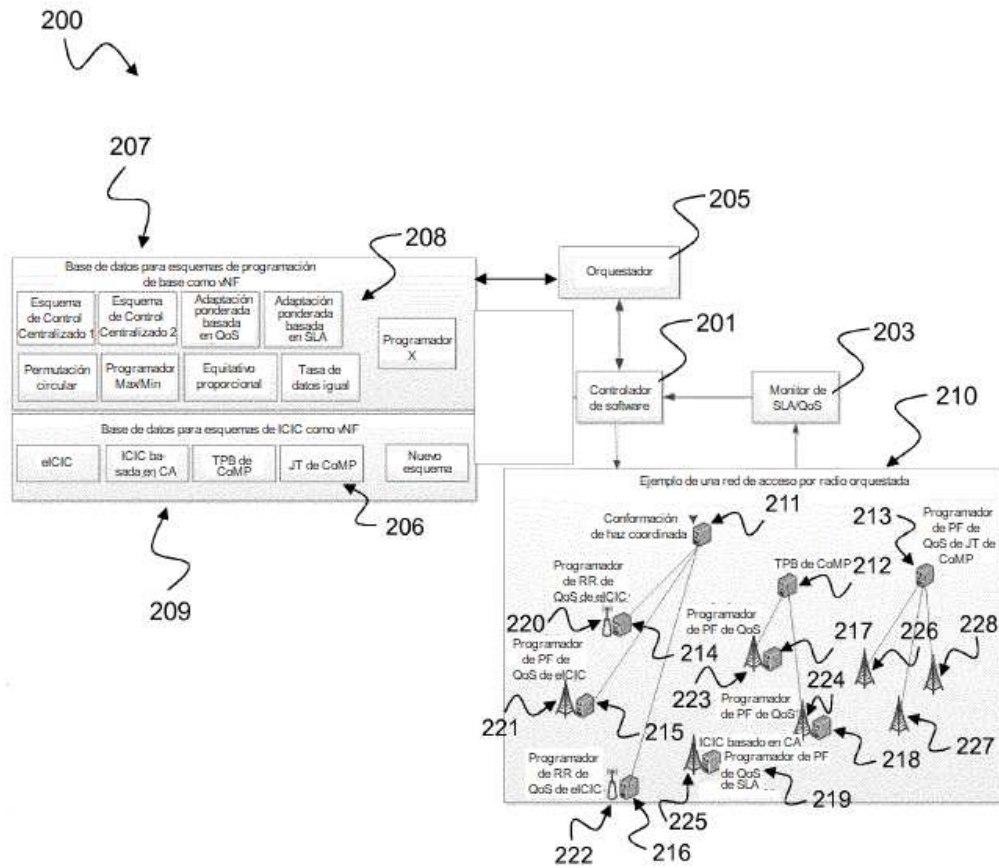 200
207
205
208
Base de datos para esquemas de programación
de base como vNF
Orquestador
Esquema
de Control
Centralizado 1
Esquema
de Control
Centralizado 2
Adaptación
ponderada
basada
en QoS
Adaptación
ponderada
basada
en SLA
Programador
X
201
203
Permutación
circular
Programador
Max/Min
Equitativo
proporcional
Tasa de
datos igual
Controlador
de software
Monitor de
SLA/QoS
210
Base de datos para esquemas de ICIC como vNF
eICIC
ICIC ba-
sada en CA
TPB de
CoMP
JT de CoMP
Nuevo
esquema
206
209
Ejemplo de una red de acceso por radio orquestada
Conformación
de haz coordinada
211
213
Programador
de PF de
QoS de JT de
CoMP
TPB de CoMP
212
Programador
de RR de
QoS de eICIC
220
214
Programador
de PF de QoS
217
226
228
223
Programador
de PF de
QoS de eICIC
221
215
Programador
de PF de QoS
224
218
227
ICIC basado en CA
Programador de PF
de QoS
de SLA
219
225
Programador
de RR de
QoS de eICIC
222
216